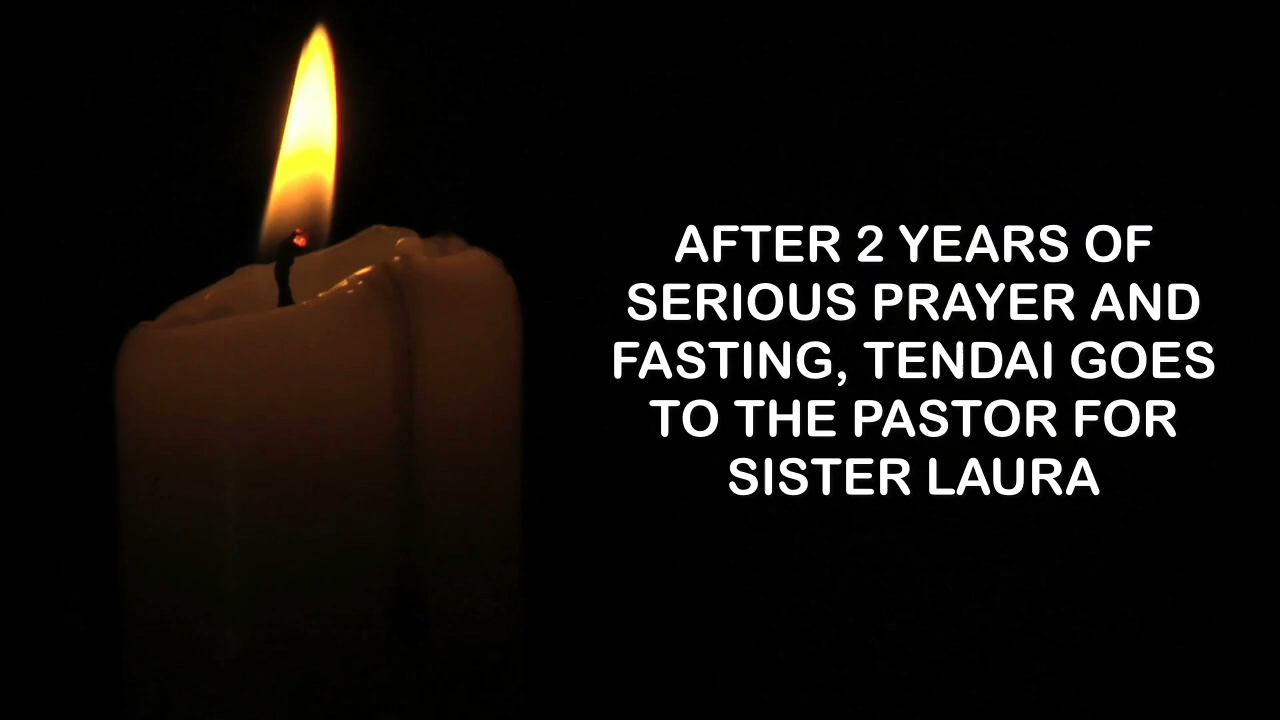 AFTER 2 YEARS OF
SERIOUS PRAYER AND
FASTING, TENDAI GOES
TO THE PASTOR FOR
SISTER LAURA